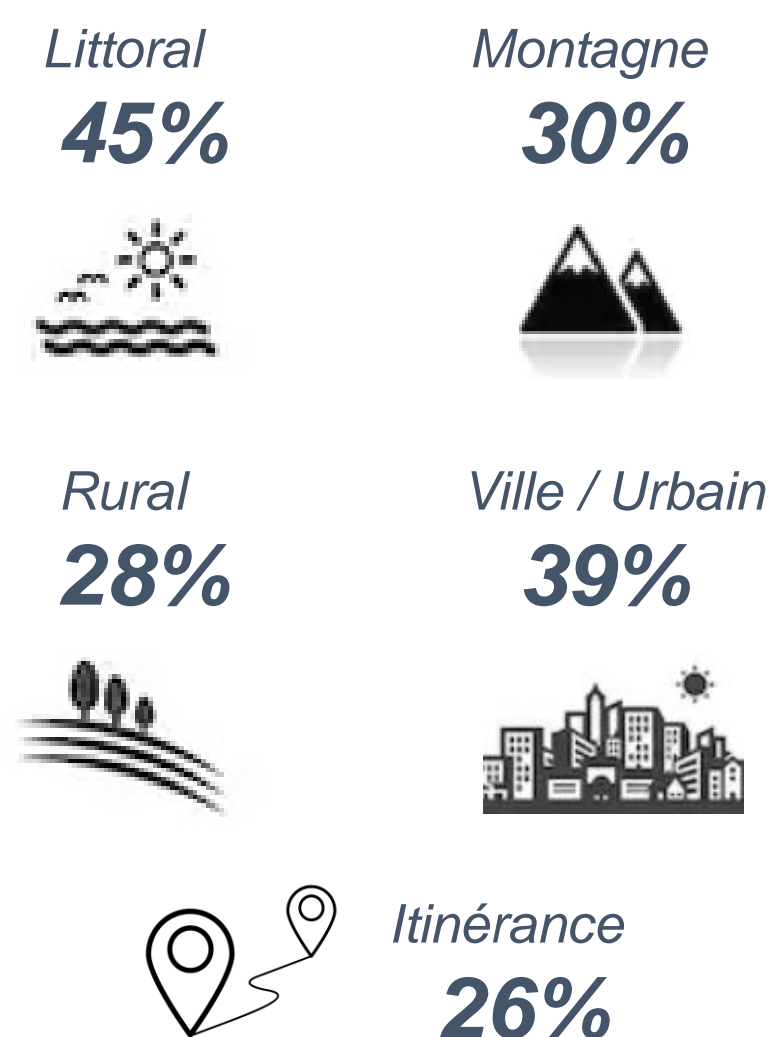 Littoral
45%
Montagne
30%
Rural
28%
Ville / Urbain
39%
Itinérance
26%